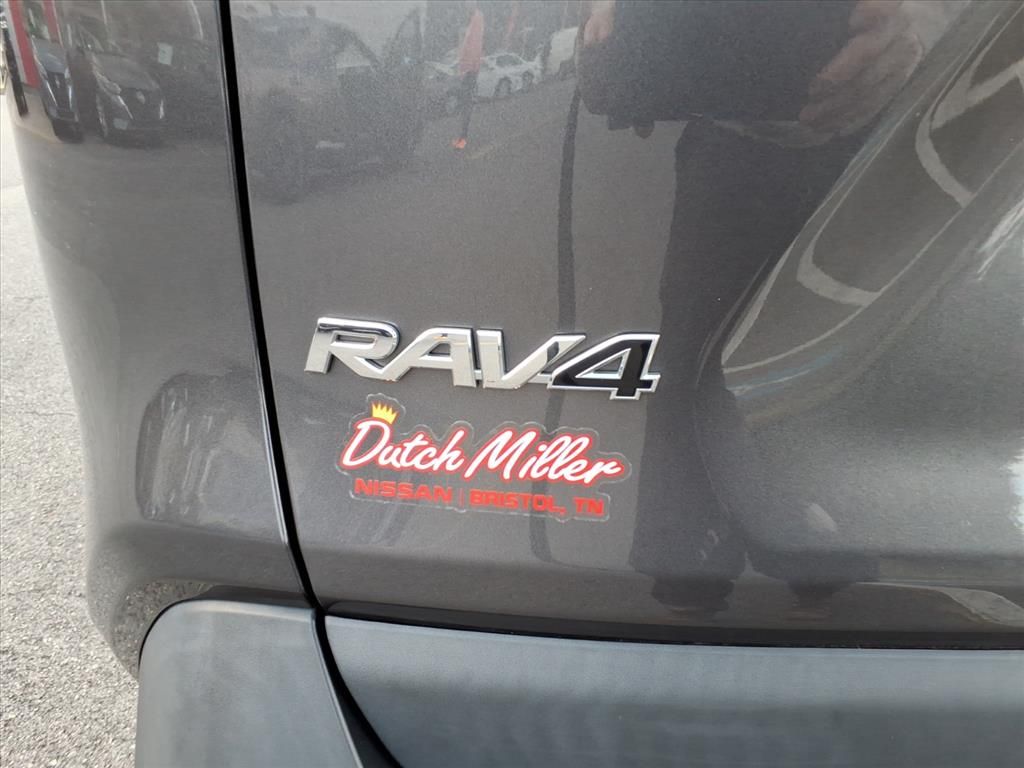 RAV4
Dutch Miller
NISSAN | BRISTOL, TN